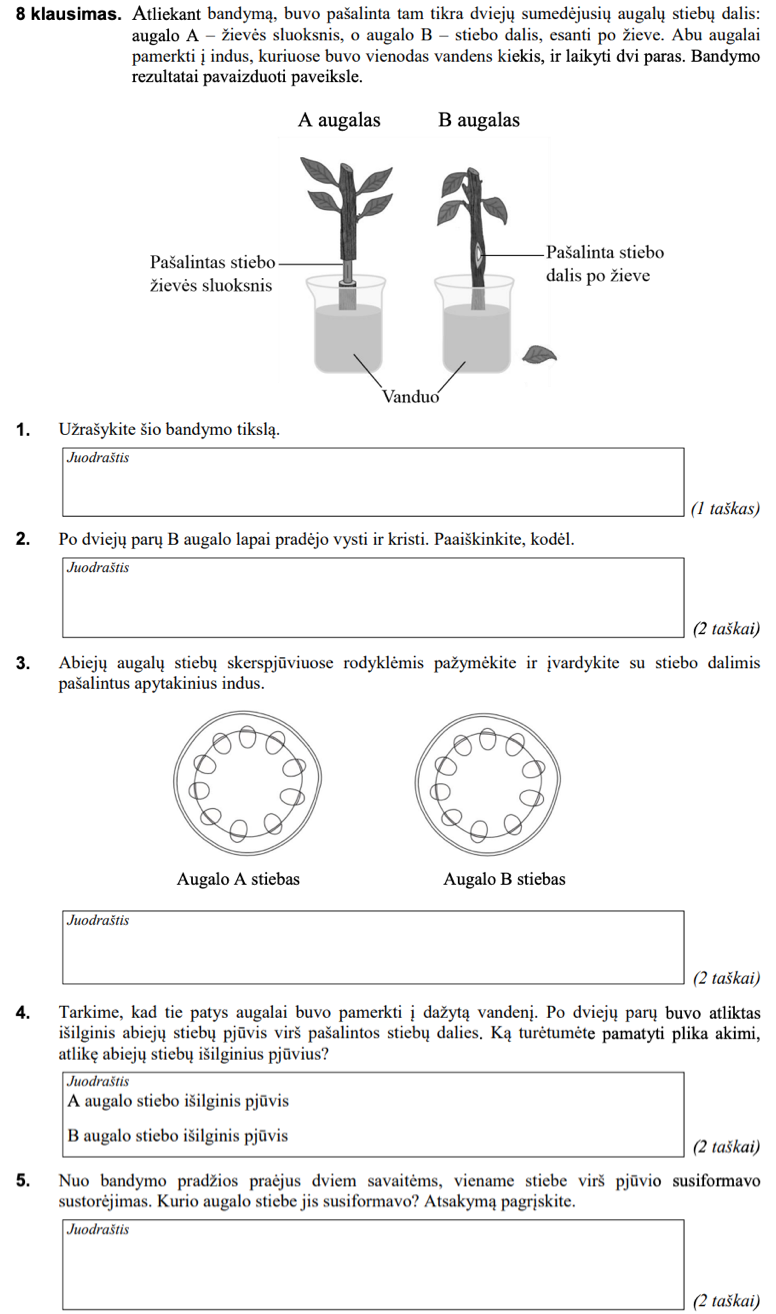 8 klausimas. Atliekant bandymą, buvo pašalinta tam tikra dviejų sumedėjusių augalų stiebų dalis:
augalo A – žievės sluoksnis, o augalo B – stiebo dalis, esanti po žieve. Abu augalai
pamerkti į indus, kuriuose buvo vienodas vandens kiekis, ir laikyti dvi paras. Bandymo
rezultatai pavaizduoti paveiksle.
A augalas B augalas
Pašalintas stiebo
žievės sluoksnis
Pašalinta stiebo
dalis po žieve
Vanduo
1. Užrašykite šio bandymo tikslą.
Juodraštis
(1 taškas)
2. Po dviejų parų B augalo lapai pradėjo vysti ir kristi. Paaiškinkite, kodėl.
Juodraštis
(2 taškai)
3. Abiejų augalų stiebų skerspjūviuose rodyklėmis pažymėkite ir įvardykite su stiebo dalimis
pašalintus apytakinius indus.
Augalo A stiebas Augalo B stiebas
Juodraštis
(2 taškai)
4. Tarkime, kad tie patys augalai buvo pamerkti į dažytą vandenį. Po dviejų parų buvo atliktas
išilginis abiejų stiebų pjūvis virš pašalintos stiebų dalies. Ką turėtumėte pamatyti plika akimi,
atlikę abiejų stiebų išilginius pjūvius?
Juodraštis
A augalo stiebo išilginis pjūvis
B augalo stiebo išilginis pjūvis
(2 taškai)
5. Nuo bandymo pradžios praėjus dviem savaitėms, viename stiebe virš pjūvio susiformavo
sustorėjimas. Kurio augalo stiebe jis susiformavo? Atsakymą pagrįskite.
Juodraštis
(2 taškai)